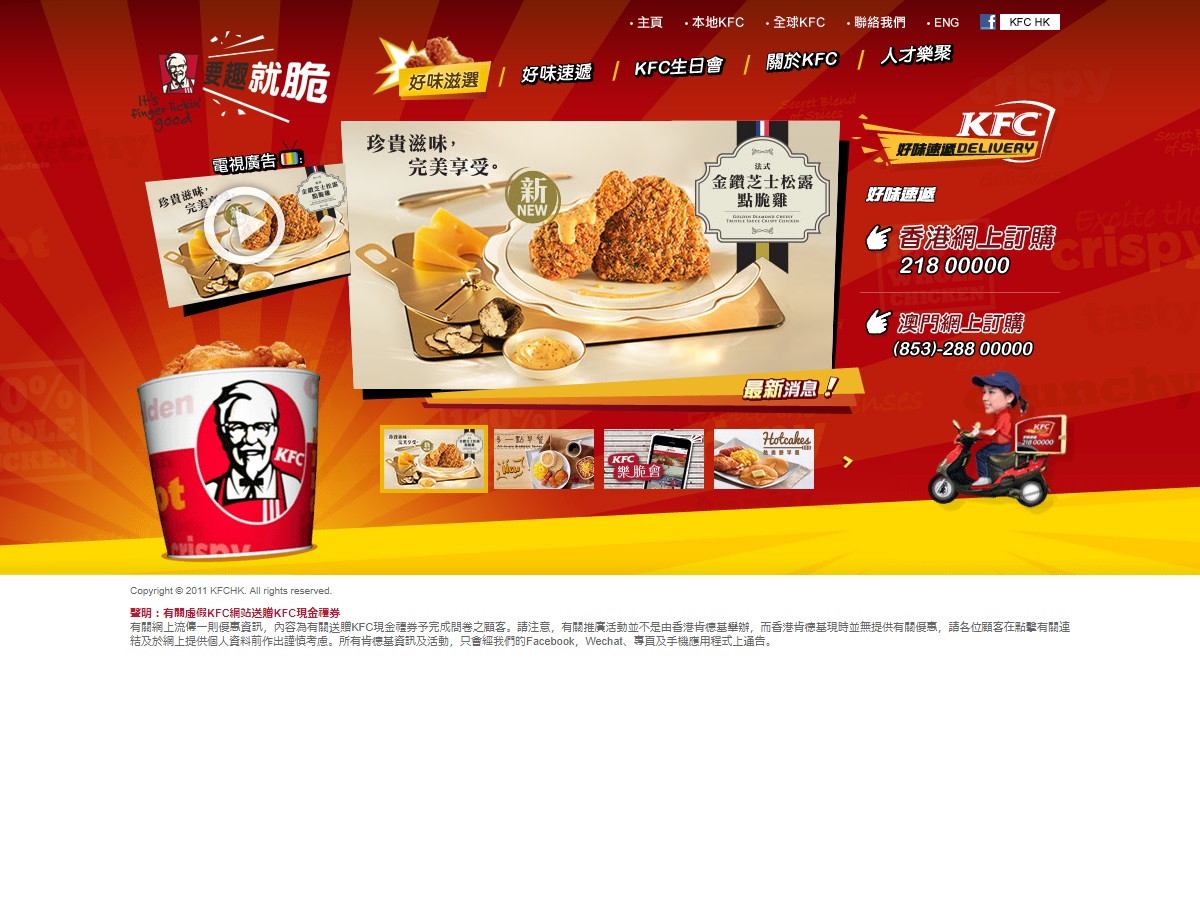 主頁
本地KFC
全球KFC
聯絡我們
ENG
KFC HK
要趣就脆
It's finger lickin' good
好味滋選
好味速遞
KFC生日會
關於KFC
人才樂聚
電視廣告
珍貴滋味，
完美享受。
新
NEW
法式
金鑽芝士松露
點脆雞
GOLDEN DIAMOND CHEESY
TRUFFLE SAUCE CRISPY CHICKEN
KFC
好味速遞DELIVERY
好味速遞
香港網上訂購
218 00000
澳門網上訂購
(853)-288 00000
最新消息！
KFC
KFC
樂脆會
Hotcakes
KFC
218 00000
Copyright © 2011 KFCHK. All rights reserved.
聲明：有關虛假KFC網站送贈KFC現金禮券
有關網上流傳一則優惠資訊，內容為有關送贈KFC現金禮券予完成問卷之顧客。請注意，有關推廣活動並不是由香港肯德基舉辦，而香港肯德基現時並無提供有關優惠，請各位顧客在點擊有關連
結及於網上提供個人資料前作出謹慎考慮。所有肯德基資訊及活動，只會經我們的Facebook，Wechat、專頁及手機應用程式上通告。